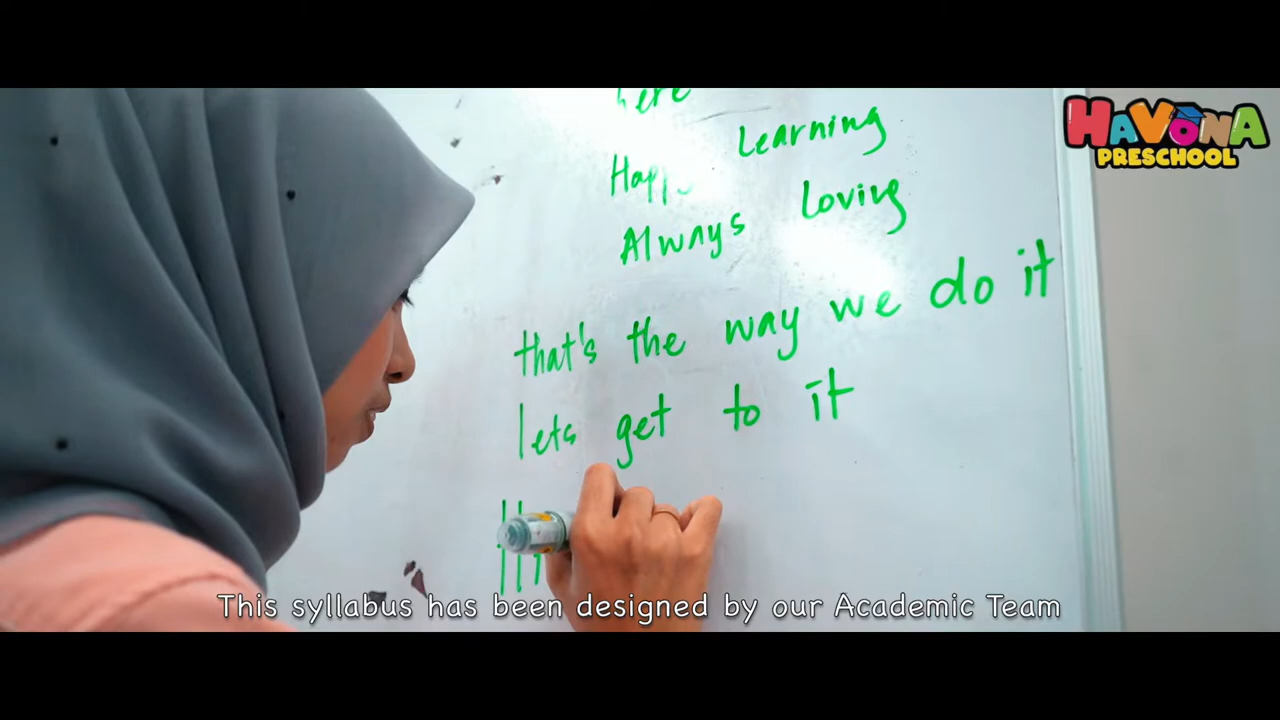 here
Learning
Always Loving
that's the way we do it
lets get to it
HAVONA
PRESCHOOL
This syllabus has been designed by our Academic Team